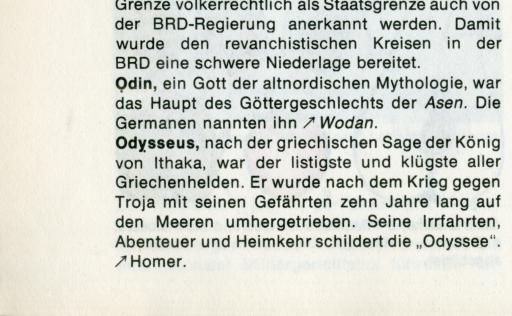 Grenze völkerrechtlich als Staatsgrenze auch von
der BRD-Regierung anerkannt werden. Damit
wurde den revanchistischen Kreisen in der
BRD eine schwere Niederlage bereitet.
Odin, ein Gott der altnordischen Mythologie, war
das Haupt des Göttergeschlechts der Asen. Die
Germanen nannten ihn ↗ Wodan.
Odysseus, nach der griechischen Sage der König
von Ithaka, war der listigste und klügste aller
Griechenhelden. Er wurde nach dem Krieg gegen
Troja mit seinen Gefährten zehn Jahre lang auf
den Meeren umhergetrieben. Seine Irrfahrten,
Abenteuer und Heimkehr schildert die „Odyssee“.
↗ Homer.